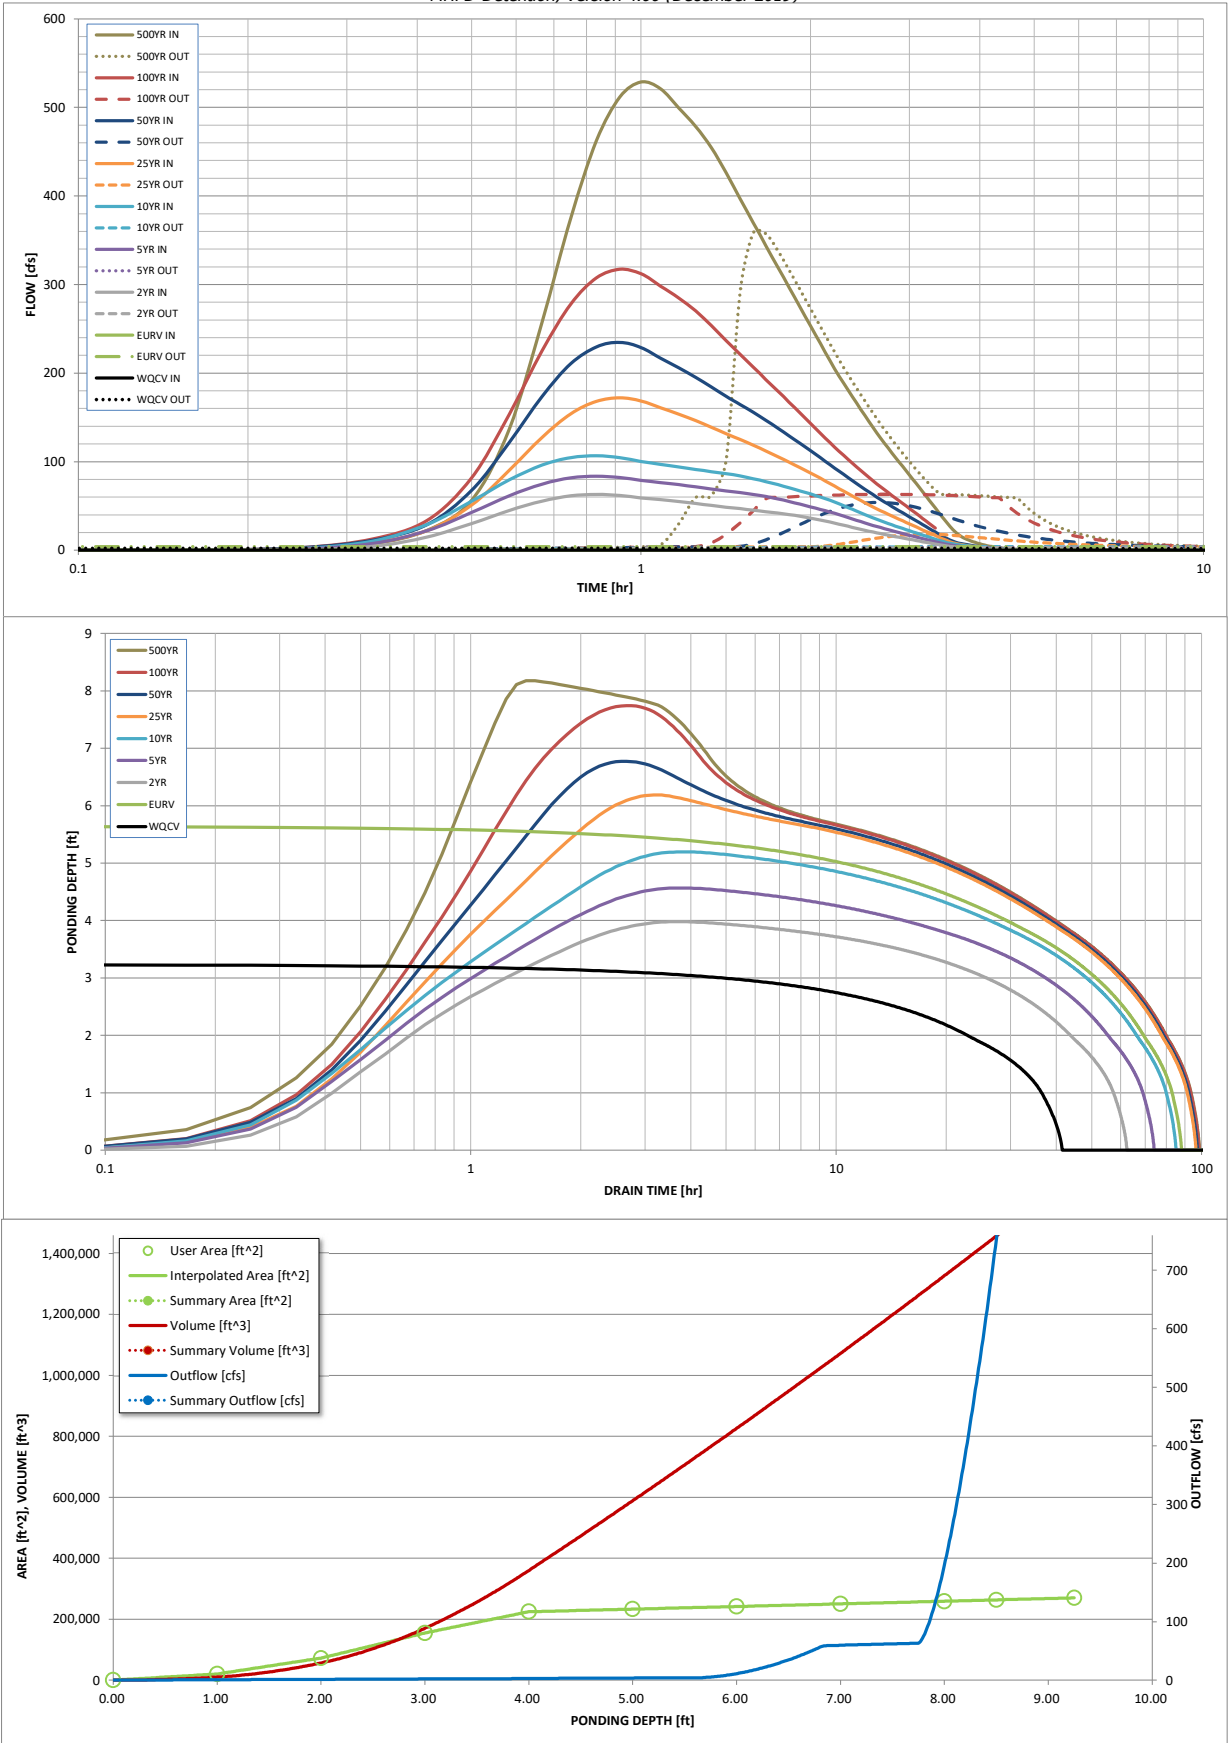 MHFD-Detention, Version 4.00 (December 2019)
600
500
400
300
200
100
0
FLOW [cfs]
500YR IN
500YR OUT
100YR IN
100YR OUT
50YR IN
50YR OUT
25YR IN
25YR OUT
10YR IN
10YR OUT
5YR IN
5YR OUT
2YR IN
2YR OUT
EURV IN
EURV OUT
WQCV IN
WQCV OUT
0.1
1
10
TIME [hr]
9
8
7
6
5
4
3
2
1
0
PONDING DEPTH [ft]
500YR
100YR
50YR
25YR
10YR
5YR
2YR
EURV
WQCV
0.1
1
10
100
DRAIN TIME [hr]
1,400,000
1,200,000
1,000,000
800,000
600,000
400,000
200,000
0
AREA [ft^2], VOLUME [ft^3]
User Area [ft^2]
Interpolated Area [ft^2]
Summary Area [ft^2]
Volume [ft^3]
Summary Volume [ft^3]
Outflow [cfs]
Summary Outflow [cfs]
700
600
500
400
300
200
100
0
OUTFLOW [cfs]
0.00
1.00
2.00
3.00
4.00
5.00
6.00
7.00
8.00
9.00
10.00
PONDING DEPTH [ft]